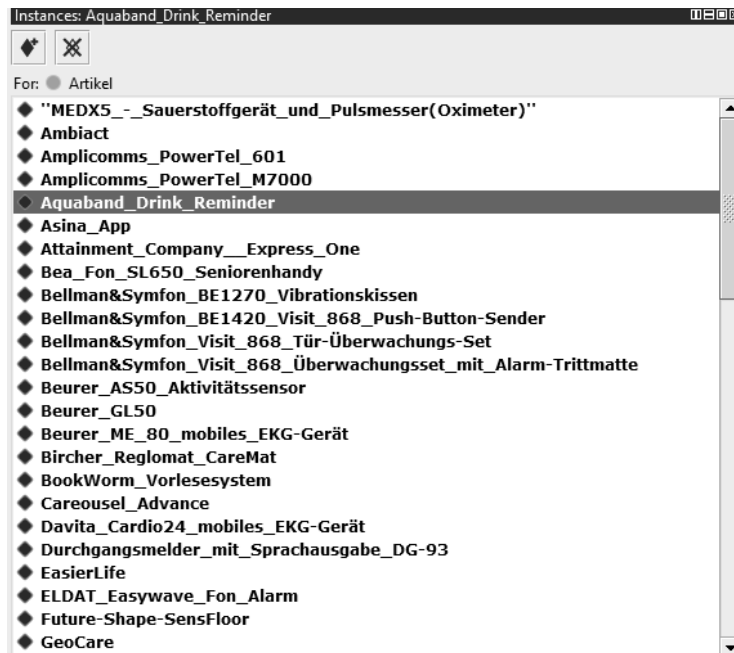 Instances: Aquaband_Drink_Reminder
For: Artikel
"MEDX5_-_Sauerstoffgerät_und_Pulsmesser(Oximeter)"
Ambiact
Amplicomms_PowerTel_601
Amplicomms_PowerTel_M7000
Aquaband_Drink_Reminder
Asina_App
Attainment_Company__Express_One
Bea_Fon_SL650_Seniorenhandy
Bellman&Symfon_BE1270_Vibrationskissen
Bellman&Symfon_BE1420_Visit_868_Push-Button-Sender
Bellman&Symfon_Visit_868_Tür-Überwachungs-Set
Bellman&Symfon_Visit_868_Überwachungsset_mit_Alarm-Trittmatte
Beurer_AS50_Aktivitätssensor
Beurer_GL50
Beurer_ME_80_mobiles_EKG-Gerät
Bircher_Reglomat_CareMat
BookWorm_Vorlesesystem
Careousel_Advance
Davita_Cardio24_mobiles_EKG-Gerät
Durchgangsmelder_mit_Sprachausgabe_DG-93
EasierLife
ELDAT_Easywave_Fon_Alarm
Future-Shape-SensFloor
GeoCare